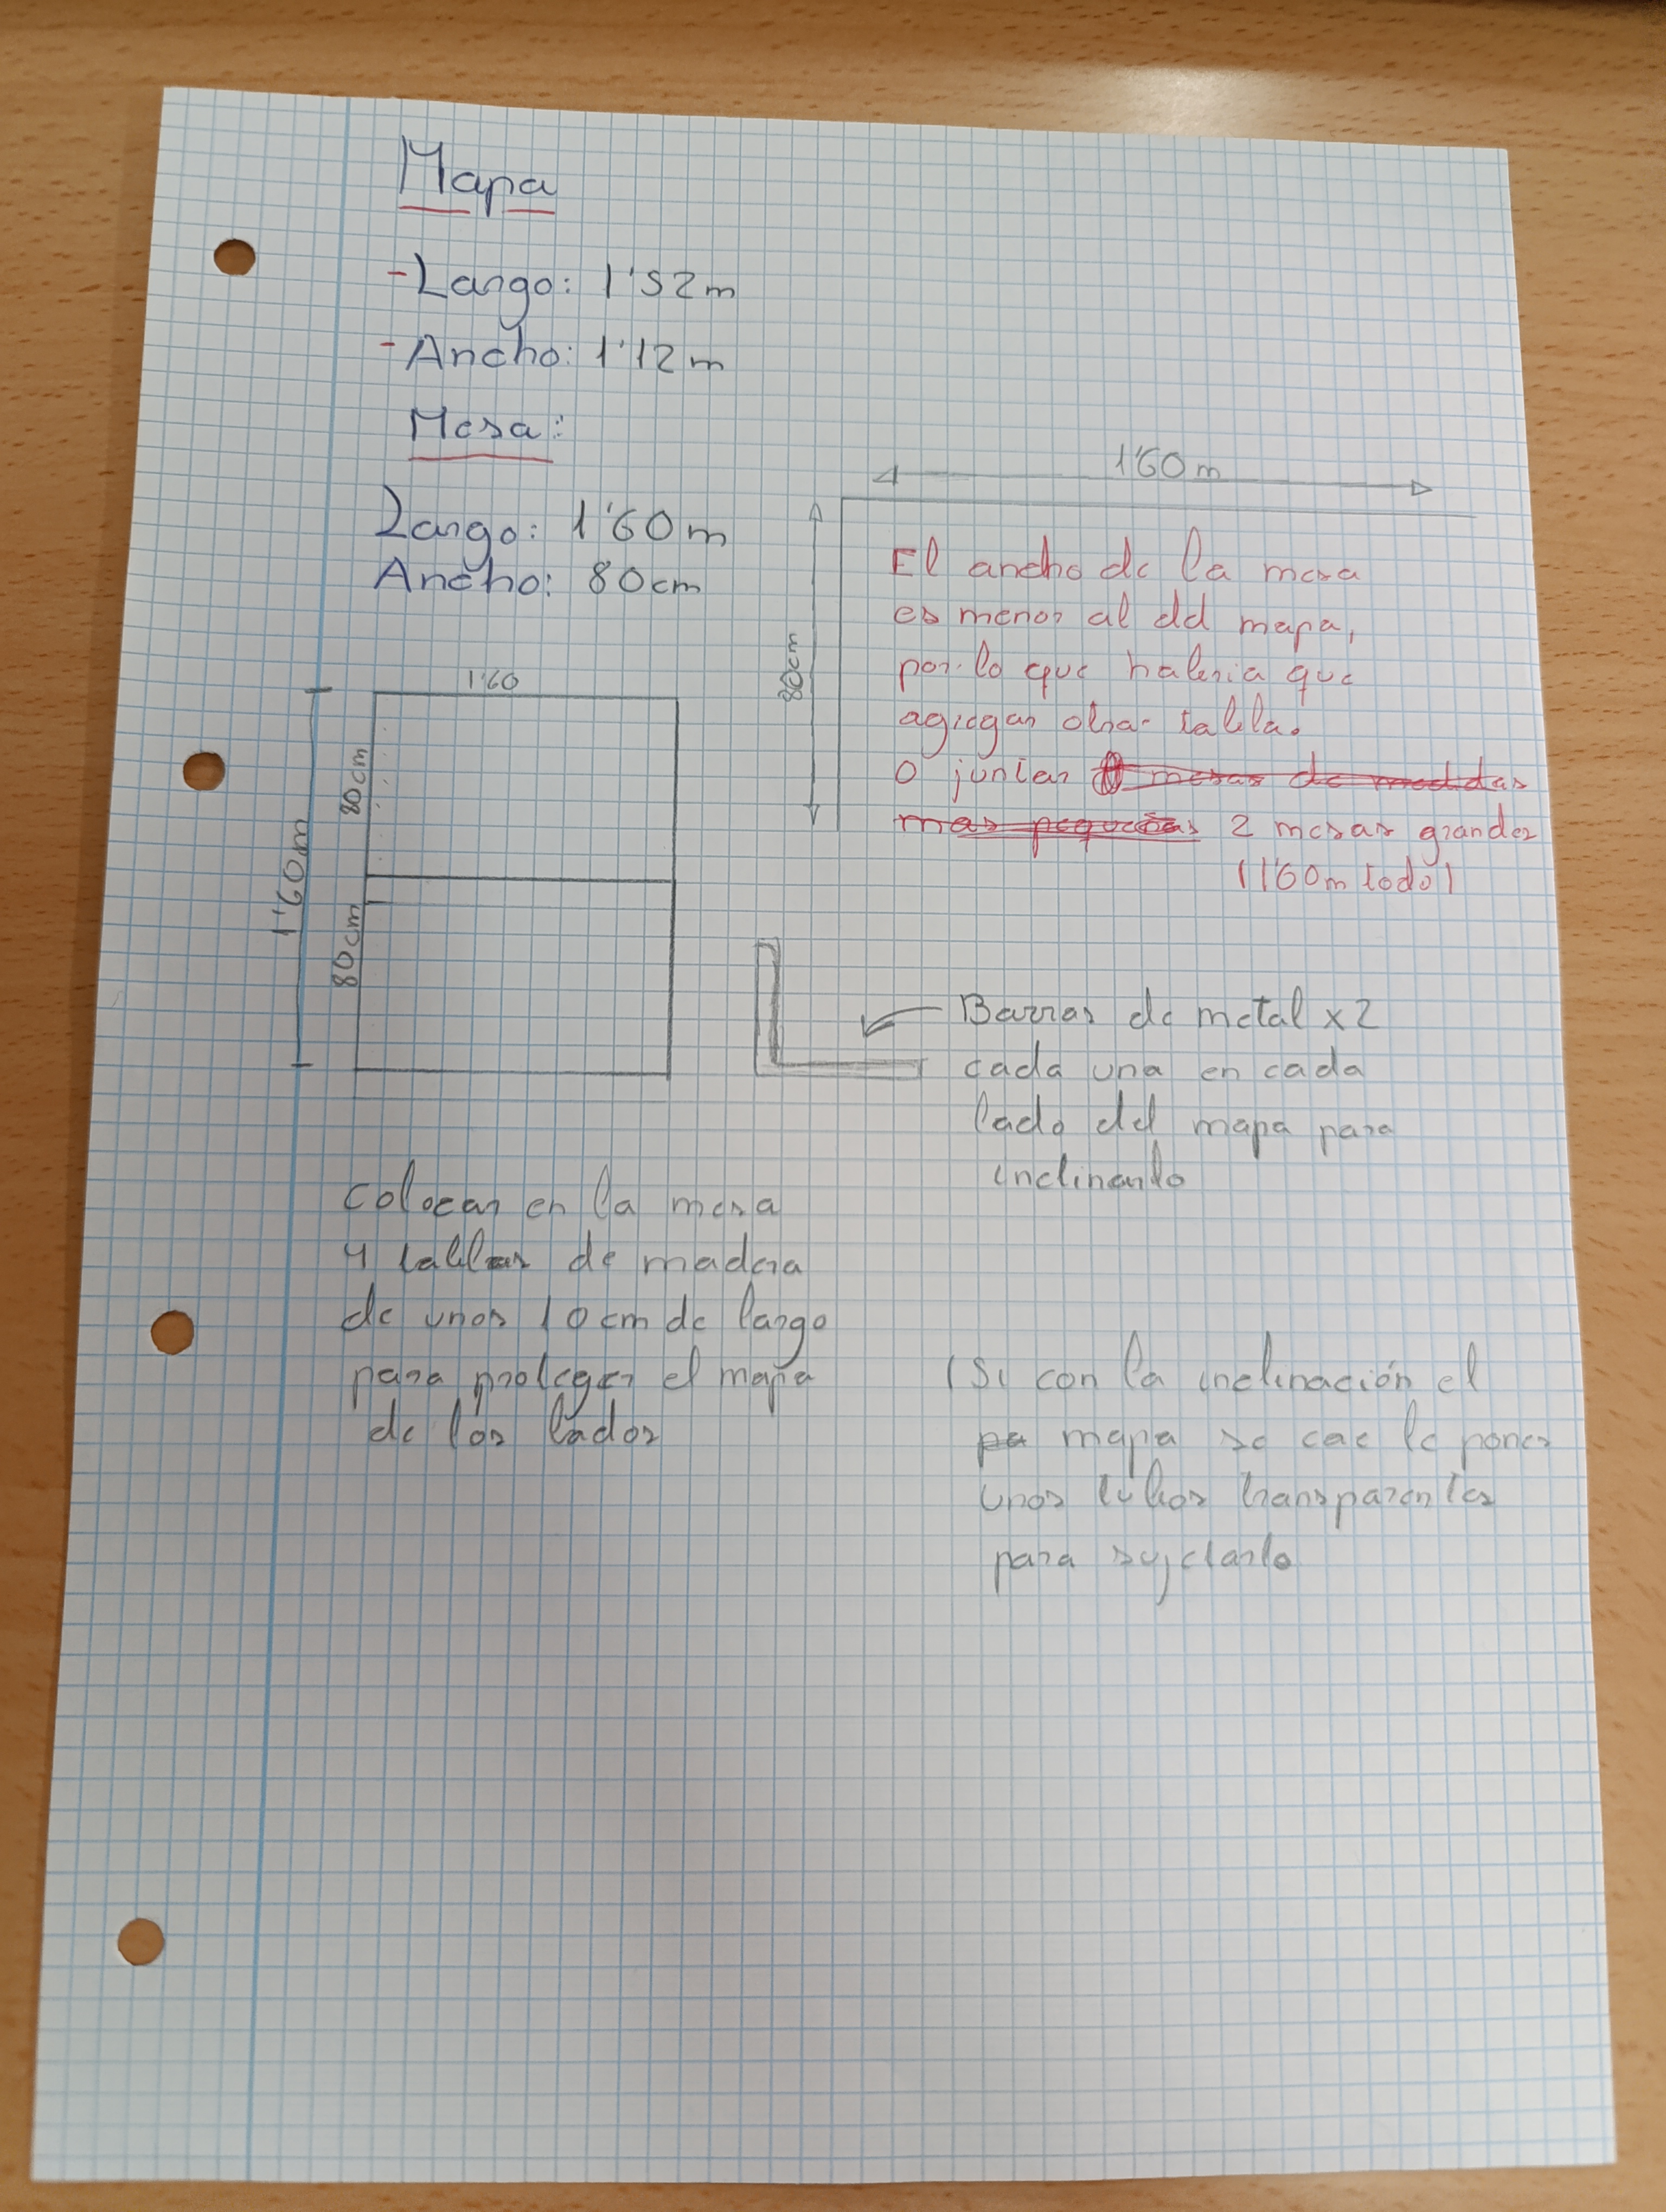 Mapa
-Largo: 1'52m
-Ancho: 1'12m
Mesa:
Largo: 1'60m
Ancho: 80cm
1'60m
80cm
El ancho de la mesa
es menor al del mapa,
por lo que habria que
agregar otra tabla.
O juntar mesas de medidas
mas pequeñas 2 mesas grandes
(1'60m todo)
1'60
80cm
80cm
1'60m
Barras de metal x2
cada una en cada
lado del mapa para
inclinarlo
Colocar en la mesa
4 tablas de madera
de unos 10cm de largo
para proteger el mapa
de los lados
(Si con la inclinación el
pa mapa se cae le pones
unos tubos transparentes
para sujetarlo